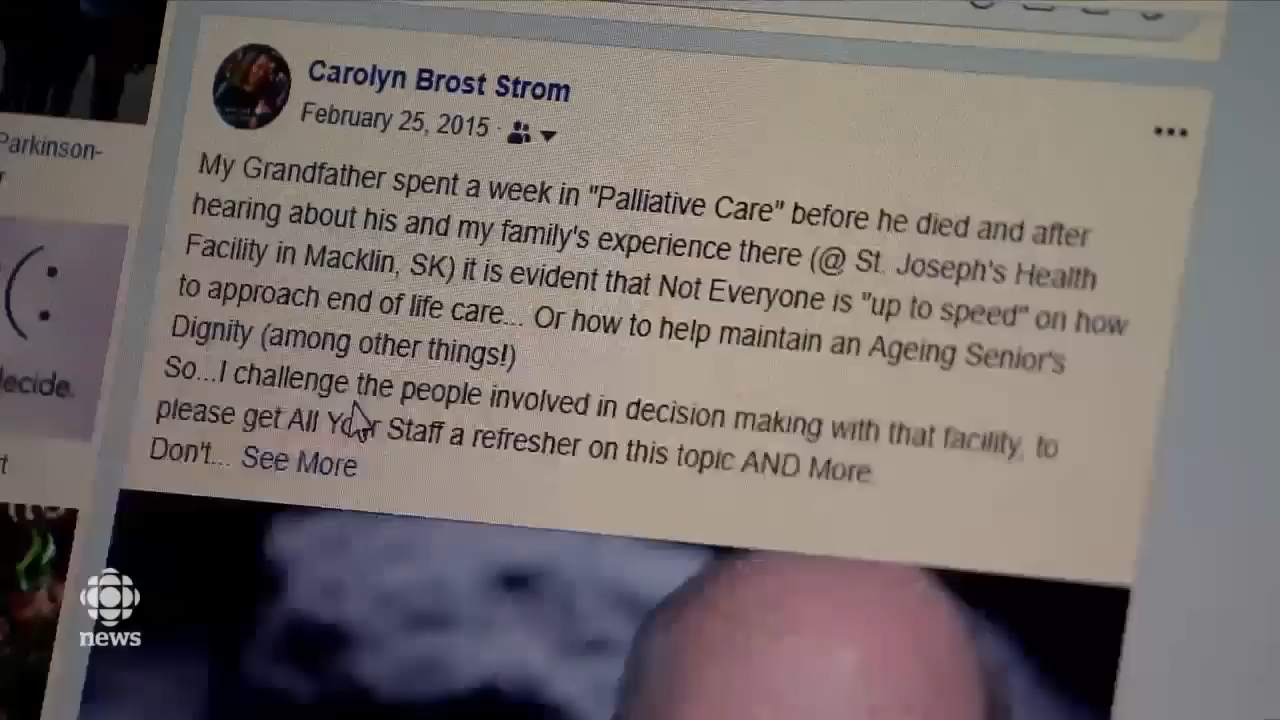 Carolyn Brost Strom
February 25, 2015 ·
Parkinson-
My Grandfather spent a week in "Palliative Care" before he died and after
hearing about his and my family's experience there (@ St. Joseph's Health
Facility in Macklin, SK) it is evident that Not Everyone is "up to speed" on how
to approach end of life care... Or how to help maintain an Ageing Senior's
Dignity (among other things!)
So...I challenge the people involved in decision making with that facility, to
please get All Your Staff a refresher on this topic AND More
Don't... See More
(:
decide.
news